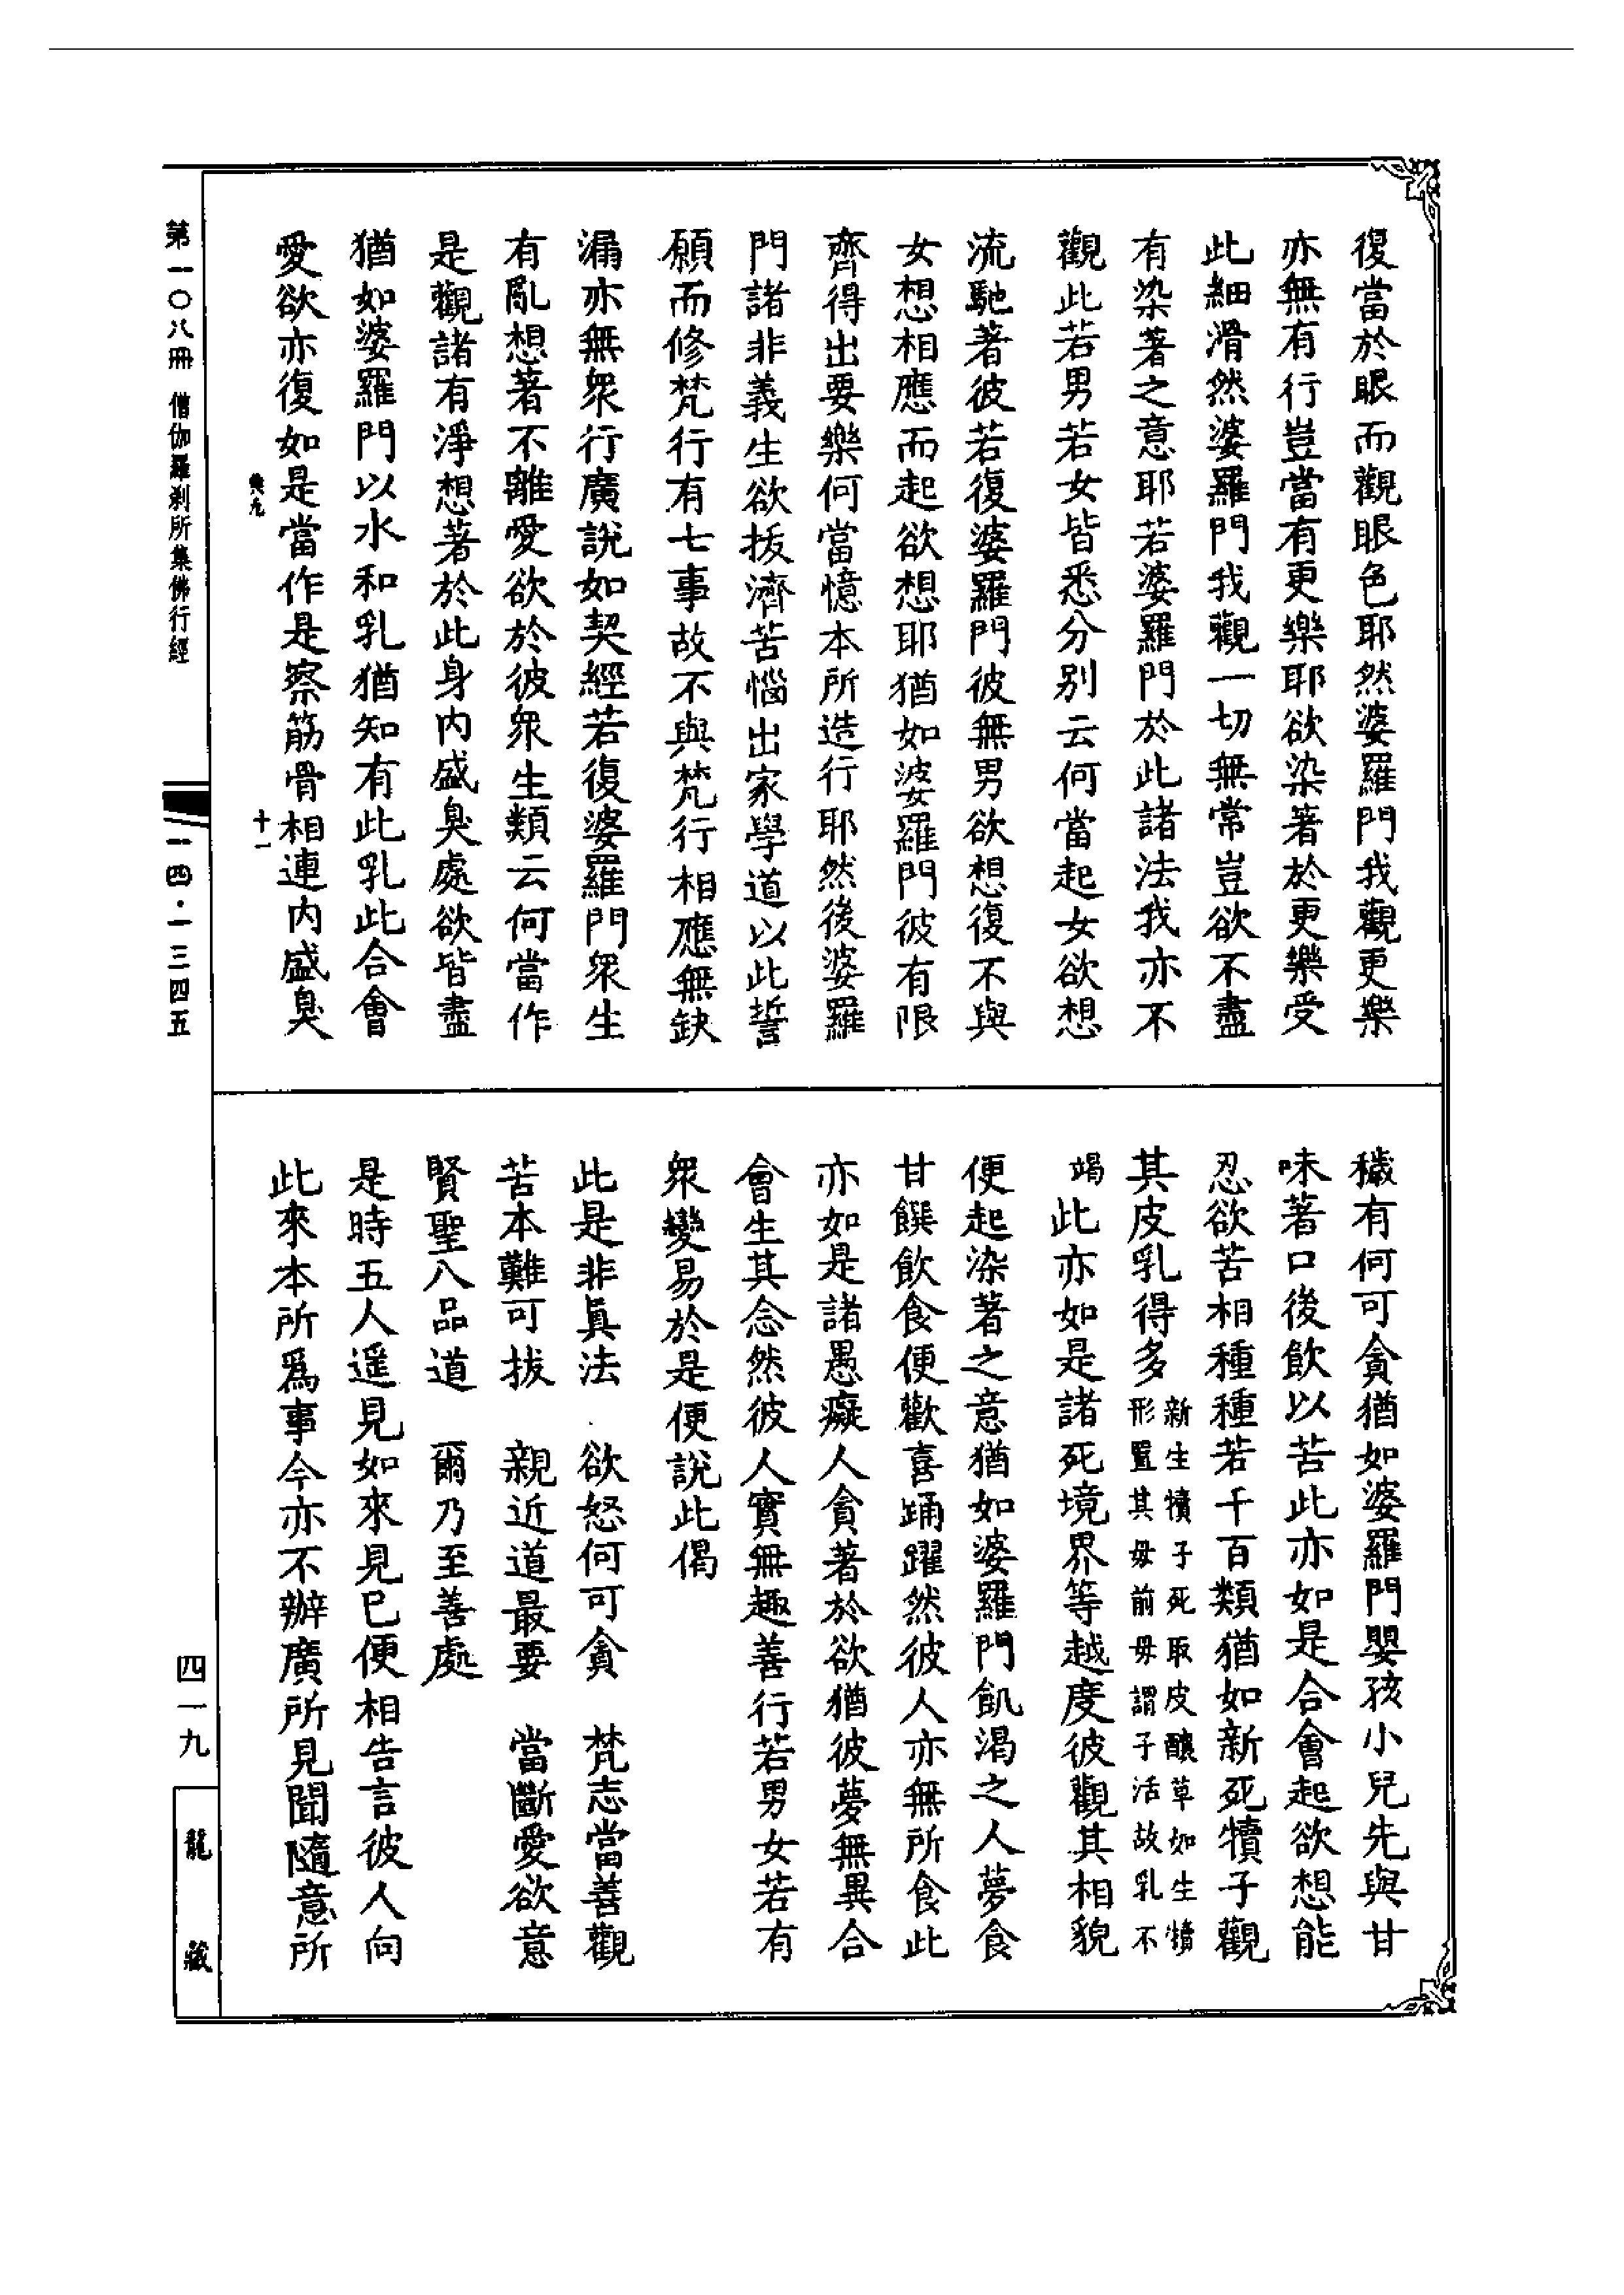 復當於眼而觀眼色耶然婆羅門我觀更樂
亦無有行豈當有更樂耶欲染著於更樂受
此細滑然婆羅門我觀一切無常豈欲不盡
有染著之意耶若婆羅門於此諸法我亦不
觀此若男若女皆悉分別云何當起女欲想
流馳著彼若復婆羅門彼無男欲想復不與
女想相應而起欲想耶猶如婆羅門彼有限
齊得出要樂何當憶本所造行耶然後婆羅
門諸非義生欲拔濟苦惱出家學道以此誓
願而修梵行有七事故不與梵行相應無缺
漏亦無眾行廣說如契經若復婆羅門眾生
有亂想著不離愛欲於彼眾生類云何當作
是觀諸有淨想著於此身內盛臭處欲皆盡
猶如婆羅門以水和乳猶知有此乳此合會
愛欲亦復如是當作是察筋骨相連內盛臭
十一
穢有何可貪猶如婆羅門嬰孩小兒先與甘
味著口後飲以苦此亦如是合會起欲想能
忍欲苦相種種若千百類猶如新死犢子觀
其皮乳得多新生犢子死取皮釀草如生犢形置其母前母謂子活故乳不
竭此亦如是諸死境界等越度彼觀其相貌
便起染著之意猶如婆羅門飢渴之人夢食
甘饌飲食便歡喜踊躍然彼人亦無所食此
亦如是諸愚癡人貪著於欲猶彼夢無異合
會生其念然彼人實無趣善行若男女若有
眾變易於是便說此偈
此是非真法　欲怒何可貪　梵志當善觀
苦本難可拔　親近道最要　當斷愛欲意
賢聖八品道　爾乃至善處
是時五人遥見如來見已便相告言彼人向
此來本所爲事今亦不辦廣所見聞隨意所
第一〇八冊　僧伽羅刹所集佛行經
一四·一三四五
四一九
龍藏